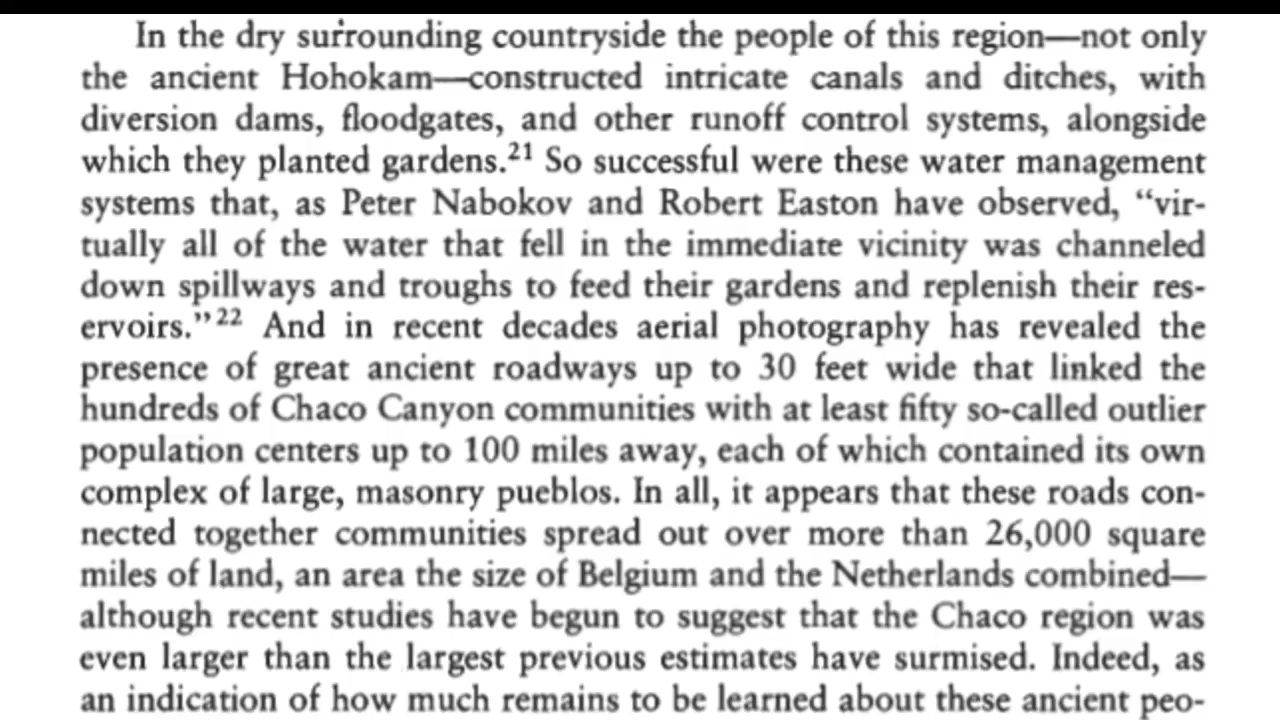 In the dry surrounding countryside the people of this region—not only
the ancient Hohokam—constructed intricate canals and ditches, with
diversion dams, floodgates, and other runoff control systems, alongside
which they planted gardens.21 So successful were these water management
systems that, as Peter Nabokov and Robert Easton have observed, “vir-
tually all of the water that fell in the immediate vicinity was channeled
down spillways and troughs to feed their gardens and replenish their res-
ervoirs.”22 And in recent decades aerial photography has revealed the
presence of great ancient roadways up to 30 feet wide that linked the
hundreds of Chaco Canyon communities with at least fifty so-called outlier
population centers up to 100 miles away, each of which contained its own
complex of large, masonry pueblos. In all, it appears that these roads con-
nected together communities spread out over more than 26,000 square
miles of land, an area the size of Belgium and the Netherlands combined—
although recent studies have begun to suggest that the Chaco region was
even larger than the largest previous estimates have surmised. Indeed, as
an indication of how much remains to be learned about these ancient peo-